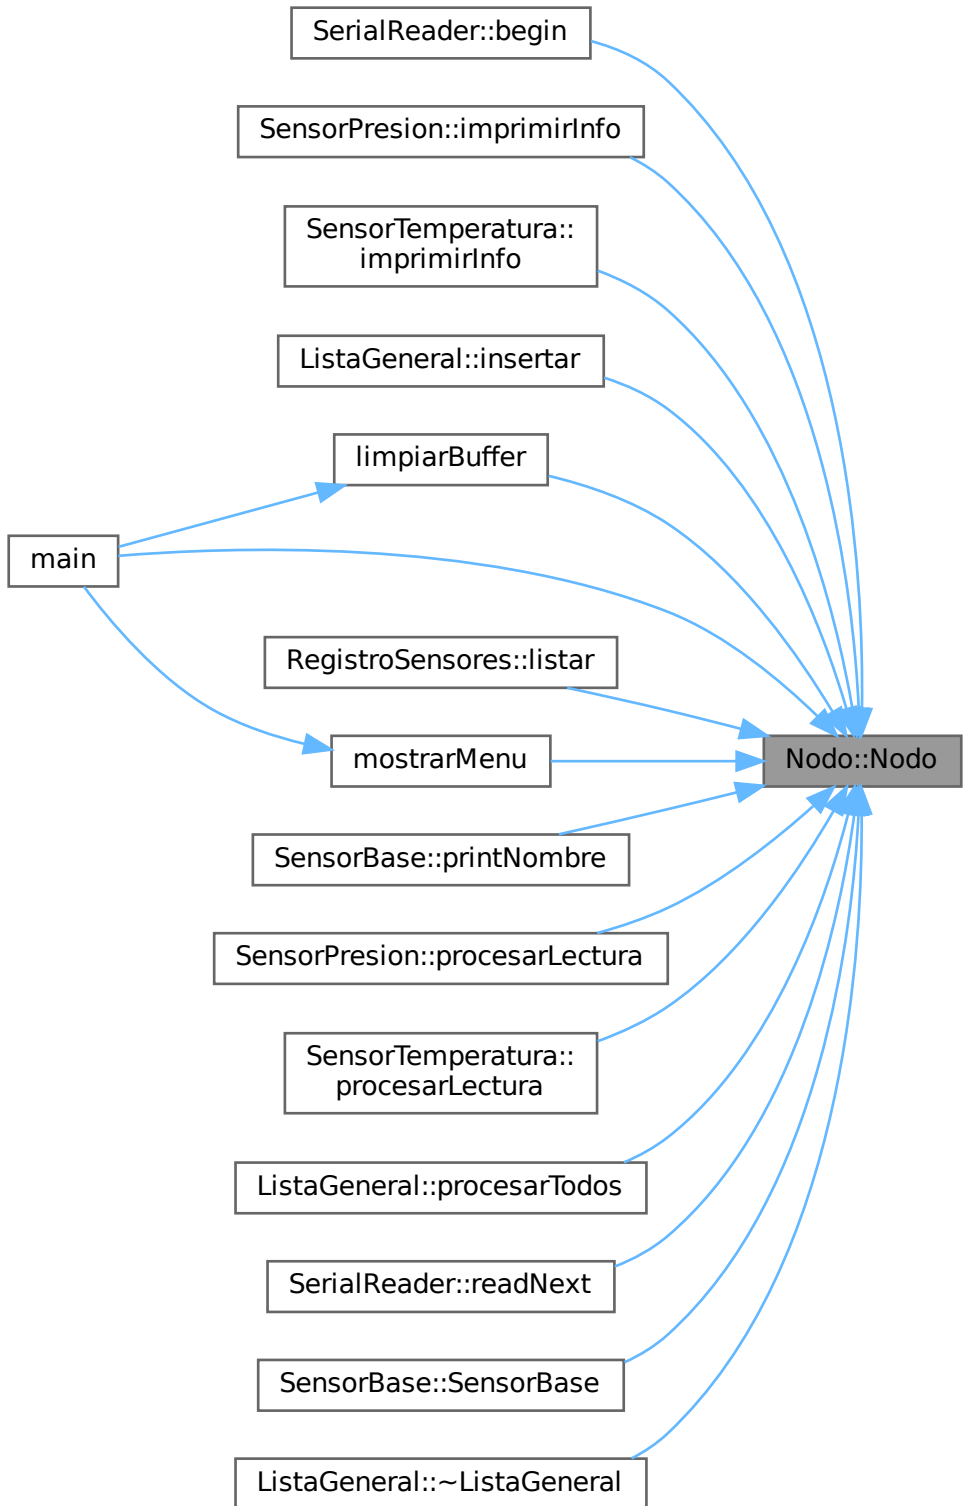 SerialReader::begin
SensorPresion::imprimirInfo
SensorTemperatura::
imprimirInfo
ListaGeneral::insertar
limpiarBuffer
main
RegistroSensores::listar
mostrarMenu
Nodo::Nodo
SensorBase::printNombre
SensorPresion::procesarLectura
SensorTemperatura::
procesarLectura
ListaGeneral::procesarTodos
SerialReader::readNext
SensorBase::SensorBase
ListaGeneral::~ListaGeneral